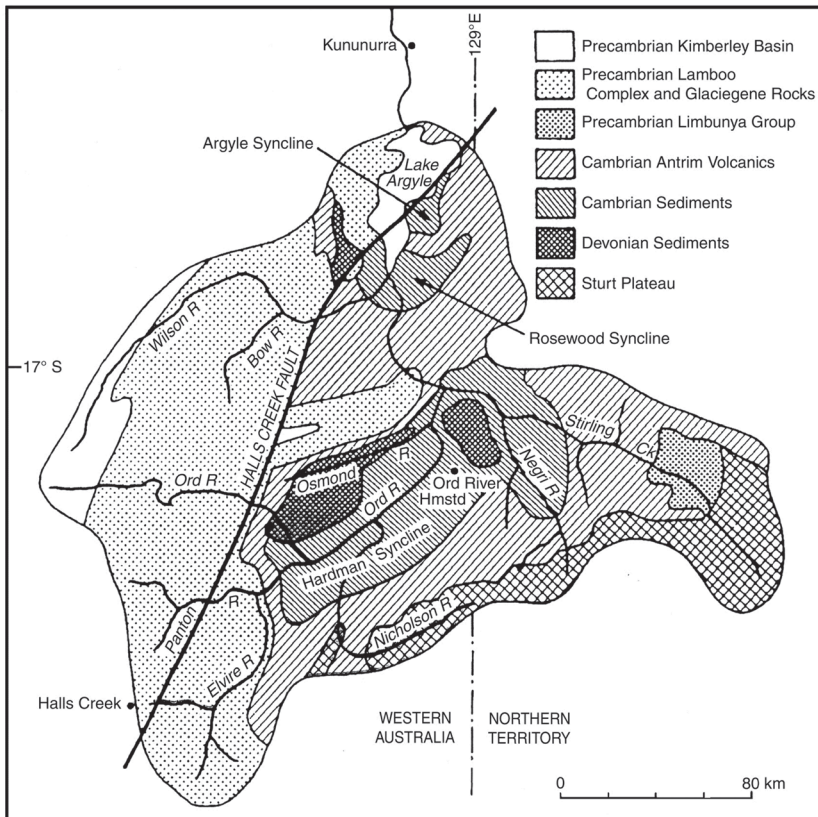 Kununurra
129°E
Precambrian Kimberley Basin
Precambrian Lamboo
Complex and Glaciegene Rocks
Precambrian Limbunya Group
Cambrian Antrim Volcanics
Cambrian Sediments
Devonian Sediments
Sturt Plateau
Argyle Syncline
Lake
Argyle
Rosewood Syncline
Wilson R
Bow R
17° S
HALLS CREEK FAULT
Stirling
Ck
Negri R
Ord R
Osmond
R
Ord R
Ord River
Hmstd
Hardman Syncline
Panton
R
Nicholson R
Elvire R
Halls Creek
WESTERN
AUSTRALIA
NORTHERN
TERRITORY
0
80 km